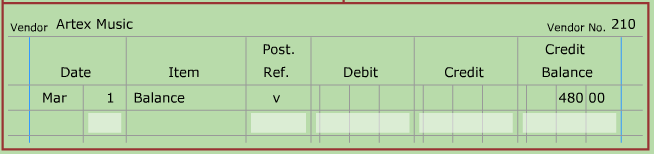 Vendor Artex Music Vendor No. 210
Post. Credit
Date Item Ref. Debit Credit Balance
Mar 1 Balance v 480 00